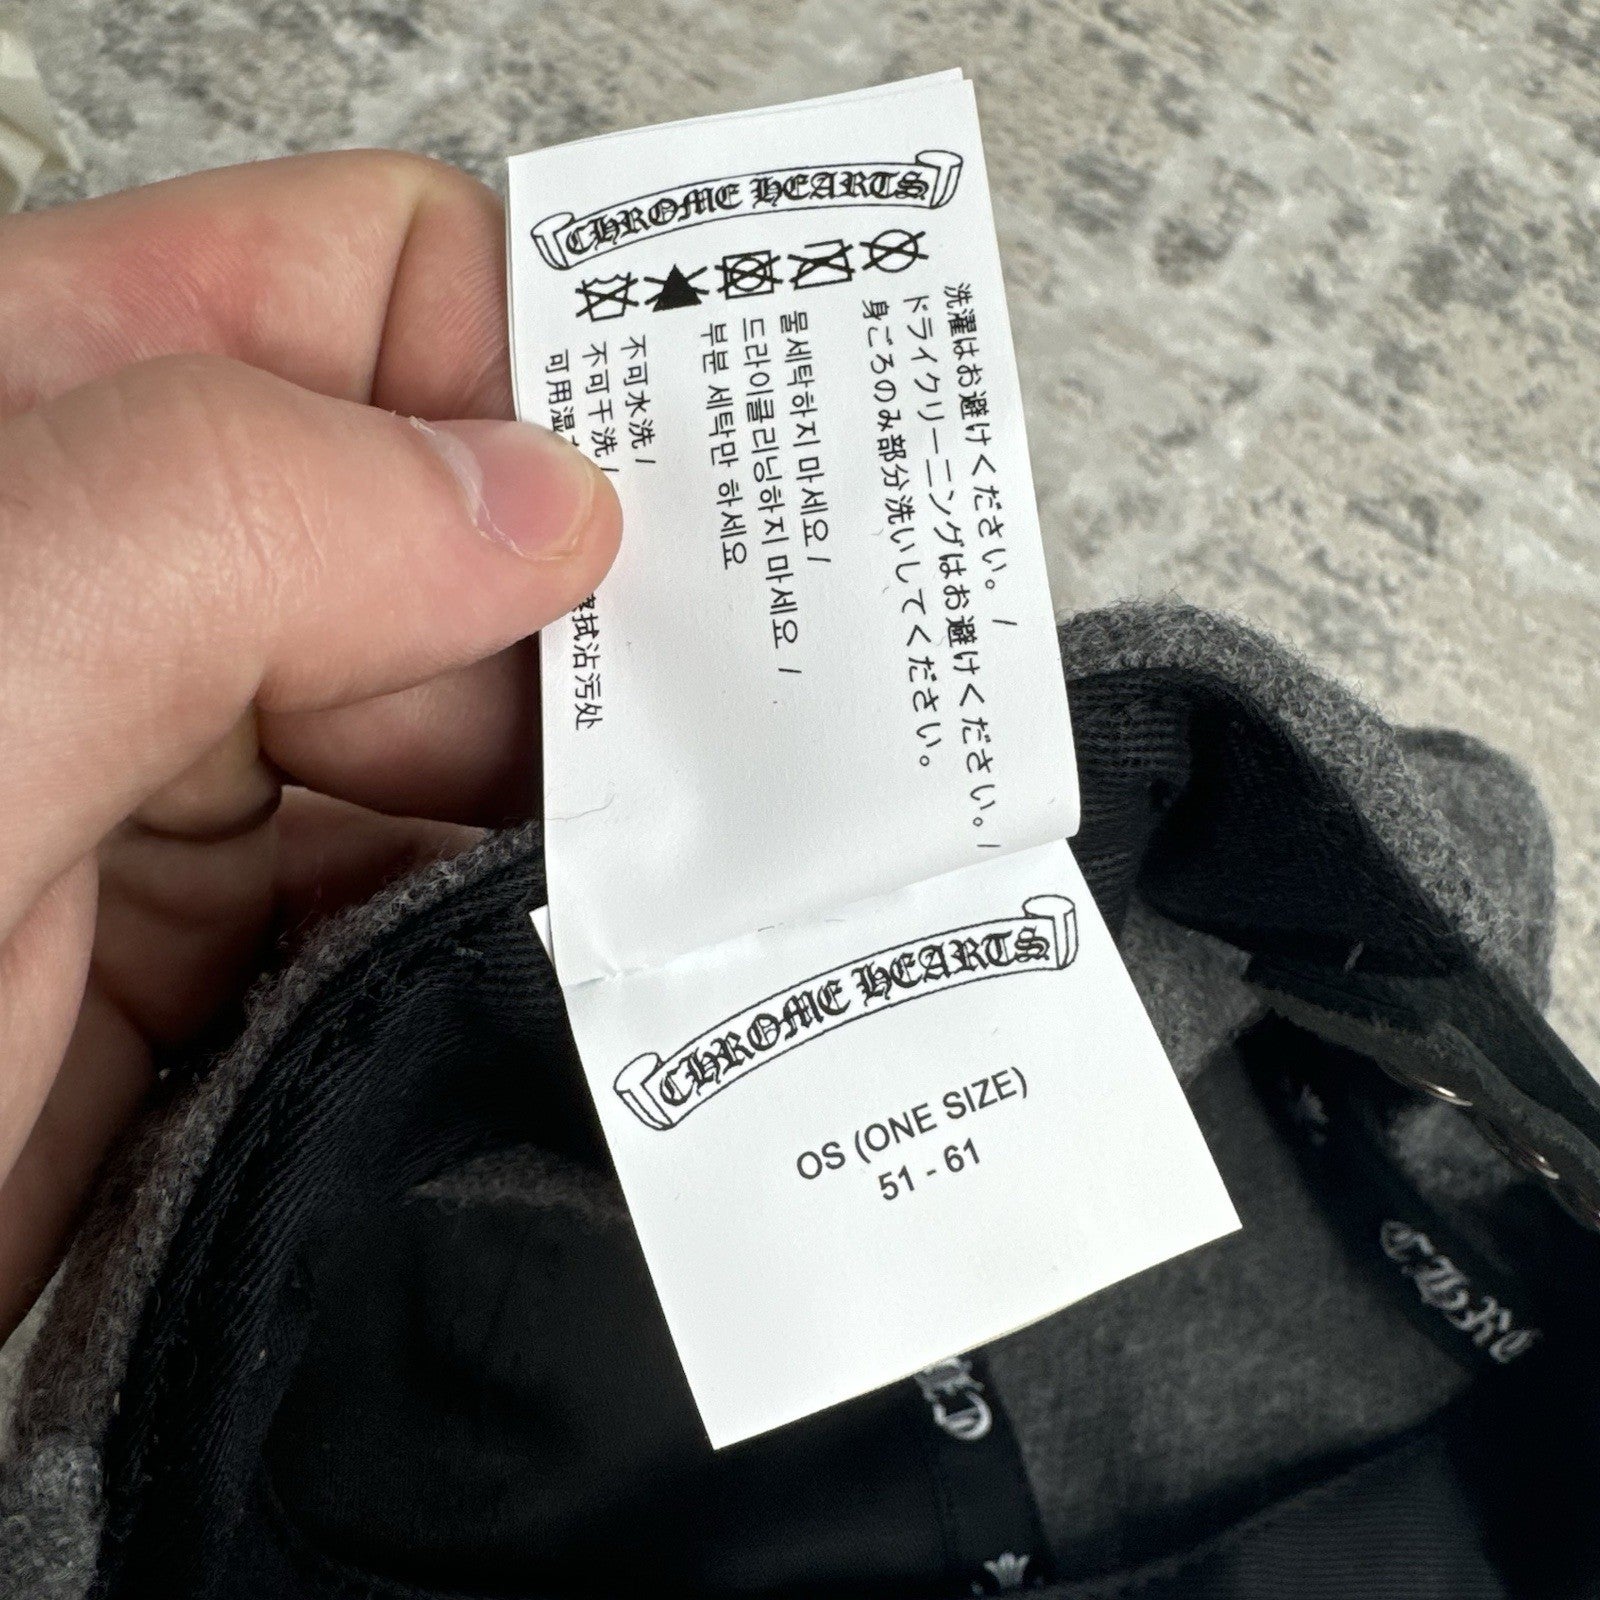 CHROME HEARTS
洗濯はお避けください。 /
ドライクリーニングはお避けください。 /
身ごろのみ部分洗いしてください。
물세탁하지 마세요 /
드라이클리닝하지 마세요 /
부분 세탁만 하세요
不可水洗 /
不可干洗 /
可用湿
拭沾污处
CHROME HEARTS
OS (ONE SIZE)
51 - 61
CHRO